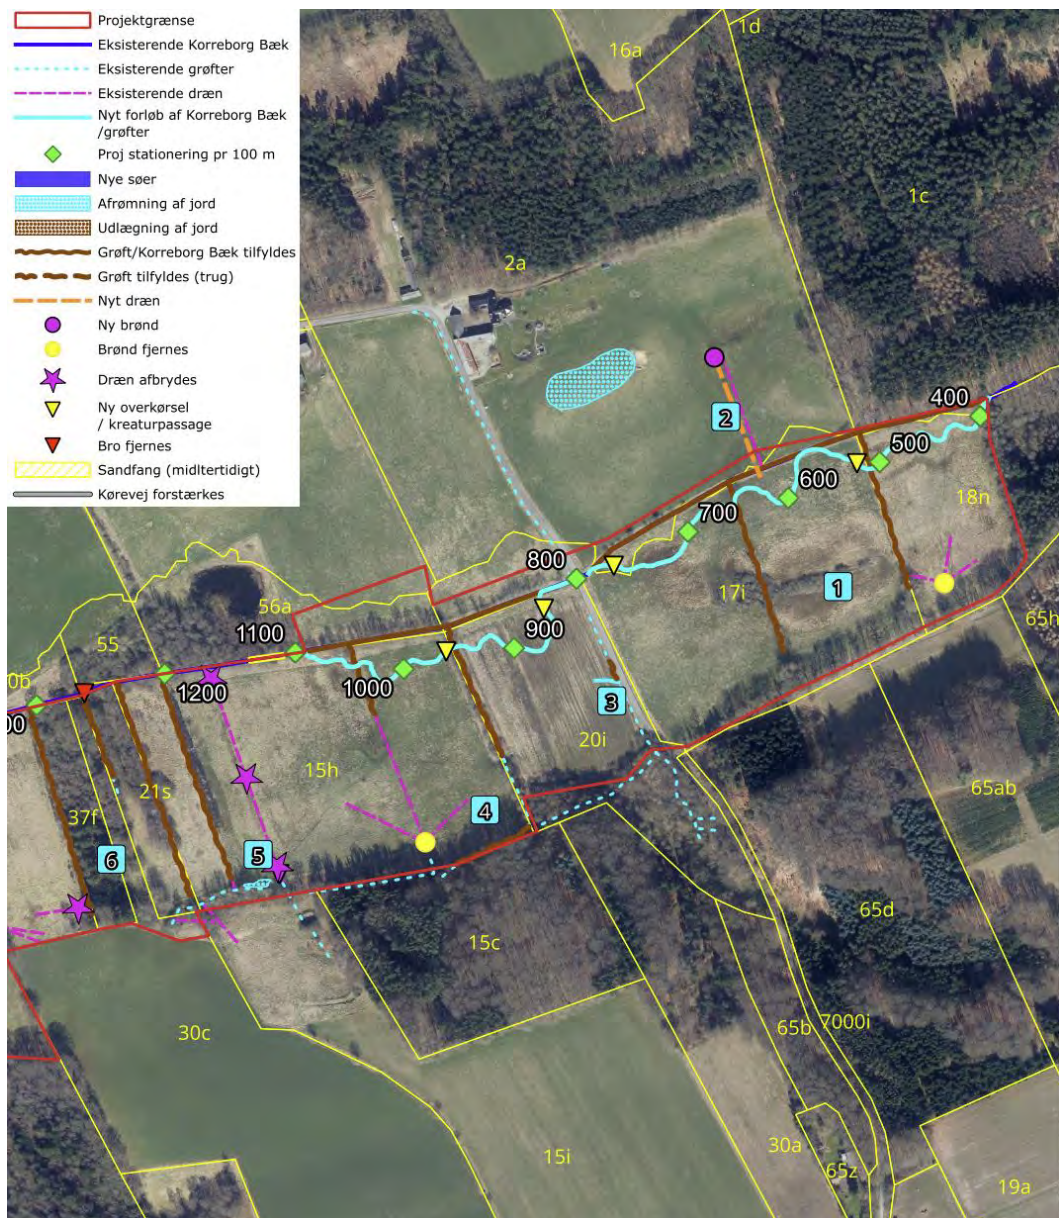 Projektgrænse
Eksisterende Korreborg Bæk
Eksisterende grøfter
Eksisterende dræn
Nyt forløb af Korreborg Bæk
/grøfter
Proj stationering pr 100 m
Nye søer
Afrømning af jord
Udlægning af jord
Grøft/Korreborg Bæk tilfyldes
Grøft tilfyldes (trug)
Nyt dræn
Ny brønd
Brønd fjernes
Dræn afbrydes
Ny overkørsel
/ kreaturpassage
Bro fjernes
Sandfang (midltertidigt)
Kørevej forstærkes
1d
16a
1c
2a
400
2
500
600
18n
700
800
17i
1
56a
65h
900
1100
55
0b
1200
1000
3
00
20i
15h
65ab
21s
37f
4
5
6
65d
15c
30c
65b
7000i
30a
15i
65z
19a